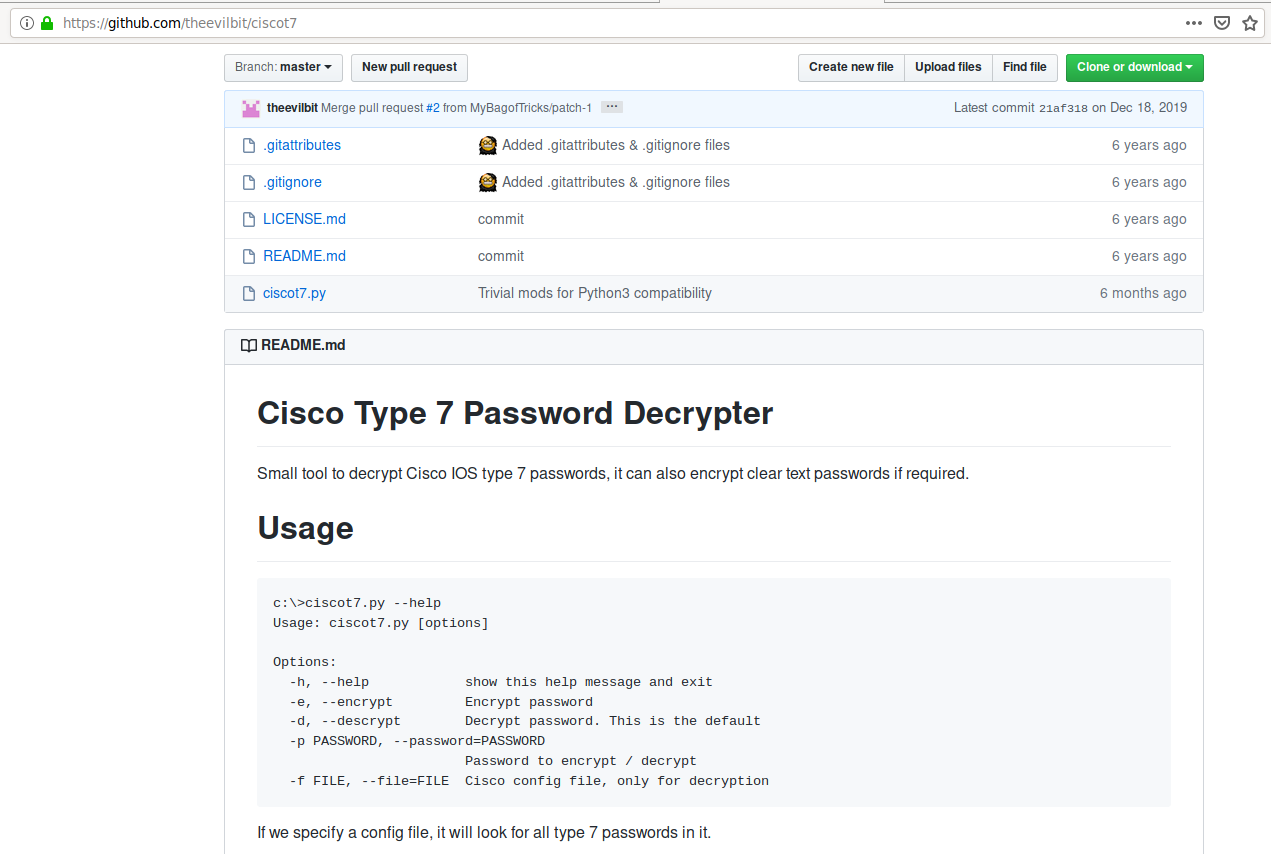 https://github.com/theevilbit/ciscot7
Branch: master New pull request Create new file Upload files Find file Clone or download
theevilbit Merge pull request #2 from MyBagofTricks/patch-1 ... Latest commit 21af318 on Dec 18, 2019
.gitattributes Added .gitattributes & .gitignore files 6 years ago
.gitignore Added .gitattributes & .gitignore files 6 years ago
LICENSE.md commit 6 years ago
README.md commit 6 years ago
ciscot7.py Trivial mods for Python3 compatibility 6 months ago
README.md
Cisco Type 7 Password Decrypter
Small tool to decrypt Cisco IOS type 7 passwords, it can also encrypt clear text passwords if required.
Usage
c:\>ciscot7.py --help
Usage: ciscot7.py [options]
Options:
-h, --help show this help message and exit
-e, --encrypt Encrypt password
-d, --descrypt Decrypt password. This is the default
-p PASSWORD, --password=PASSWORD
Password to encrypt / decrypt
-f FILE, --file=FILE Cisco config file, only for decryption
If we specify a config file, it will look for all type 7 passwords in it.